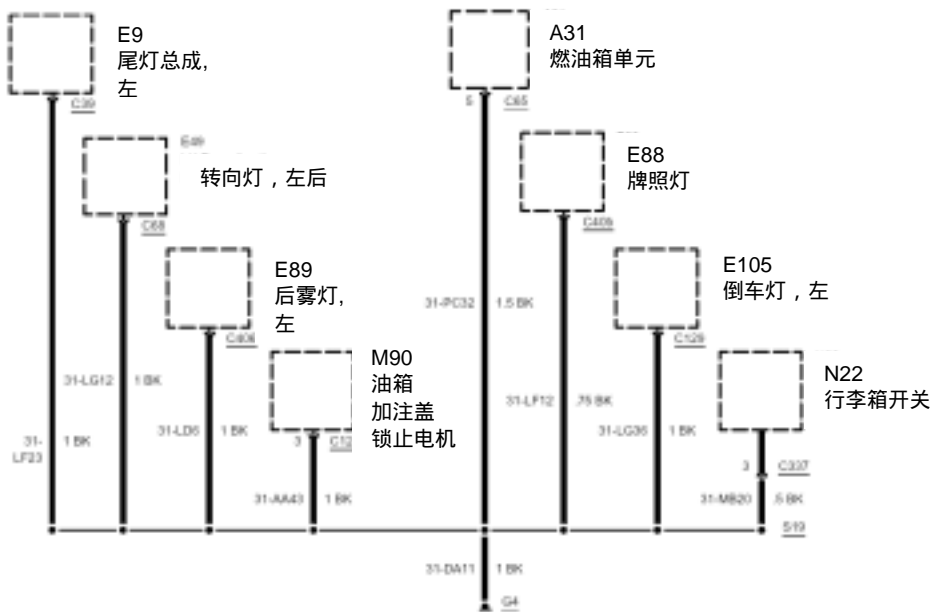 E9
尾灯总成,
左
C39
E49
转向灯，左后
C68
E89
后雾灯,
左
M90
油箱
加注盖
锁止电机
3
C12
A31
燃油箱单元
5
C65
E88
牌照灯
E105
倒车灯，左
C129
N22
行李箱开关
3
C337
31-
LF23
1 BK
31-LG12
1 BK
31-LD6
1 BK
31-AA43
1 BK
31-PC32
1.5 BK
31-LF12
.75 BK
31-LG36
1 BK
31-MB20
.5 BK
S19
31-DA11
1 BK
G4